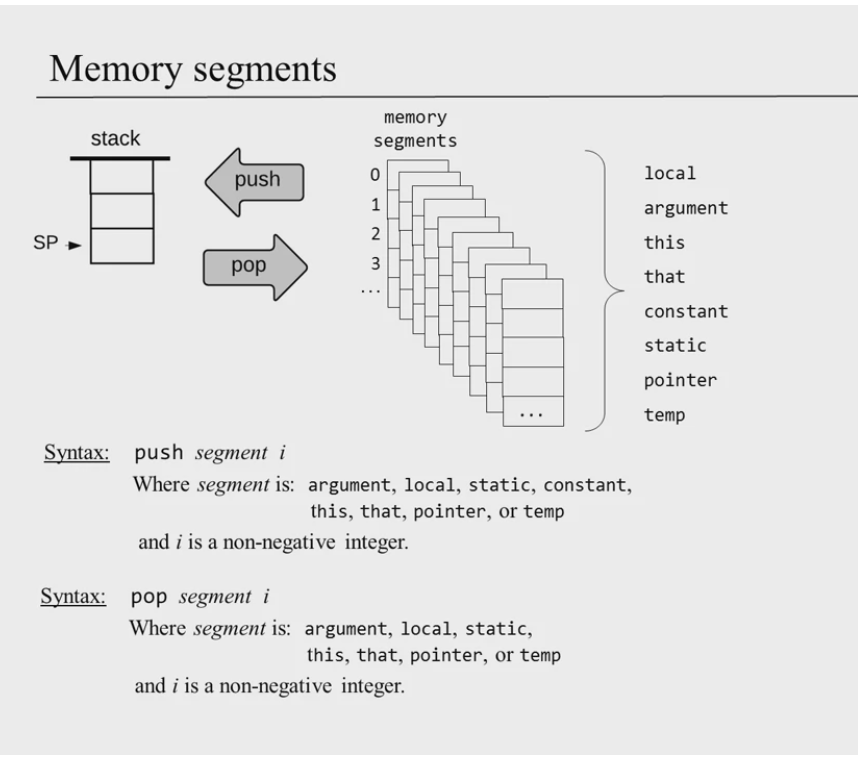 Memory segments
stack
push
pop
SP
memory
segments
0
1
2
3
...
...
local
argument
this
that
constant
static
pointer
temp
Syntax: push segment i
Where segment is: argument, local, static, constant,
this, that, pointer, or temp
and i is a non-negative integer.
Syntax: pop segment i
Where segment is: argument, local, static,
this, that, pointer, or temp
and i is a non-negative integer.